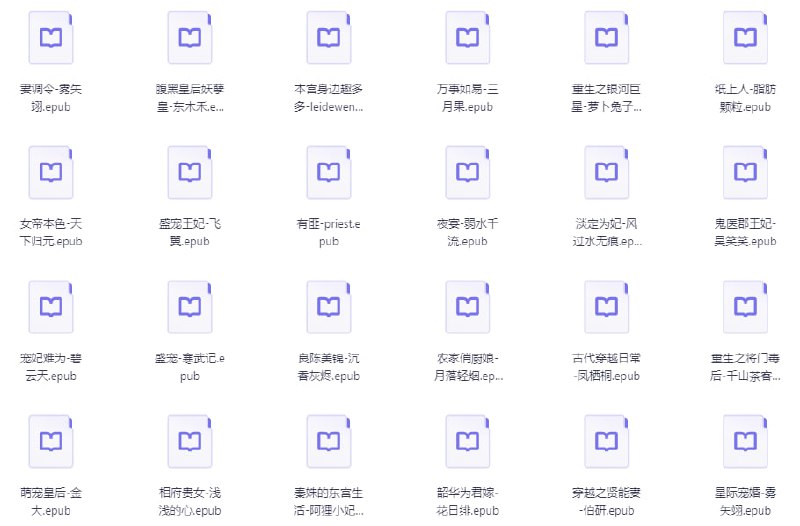 妻调令-雾矢
翊.epub
腹黑皇后妖孽
皇-东木禾.e...
本宫身边趣多
多-leidewen...
万事如易-三
月果.epub
重生之银河巨
星-萝卜兔子...
纸上人-脂肪
颗粒.epub
女帝本色-天
下归元.epub
盛宠王妃-飞
翼.epub
有匪-priest.e
pub
夜宴-弱水千
流.epub
淡定为妃-风
过水无痕.ep...
鬼医郡王妃-
吴笑笑.epub
宠妃难为-碧
云天.epub
盛宠-寒武记.e
pub
良陈美锦-沉
香灰烬.epub
农家俏厨娘-
月落轻烟.ep...
古代穿越日常
-凤栖桐.epub
重生之将门毒
后-千山茶客...
萌宠皇后-金
大.epub
相府贵女-浅
浅的心.epub
秦姝的东宫生
活-阿狸小妃...
韶华为君嫁-
花日绯.epub
穿越之贤能妻
-伯研.epub
星际宠婚-雾
矢翊.epub